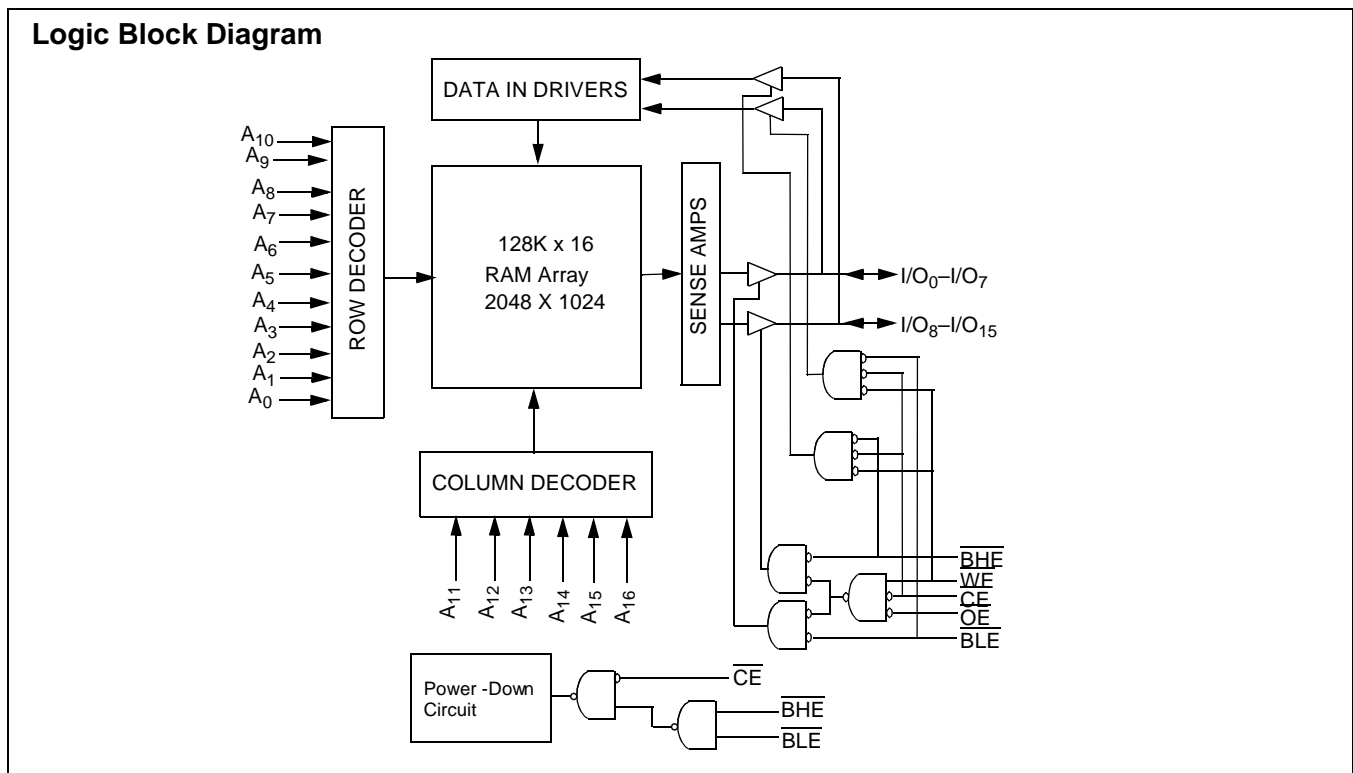 Logic Block Diagram
DATA IN DRIVERS
A10
A9
A8
A7
A6
A5
A4
A3
A2
A1
A0
ROW DECODER
128K x 16
RAM Array
2048 X 1024
SENSE AMPS
I/O0–I/O7
I/O8–I/O15
COLUMN DECODER
A11
A12
A13
A14
A15
A16
BHE
WE
CE
OE
BLE
Power -Down
Circuit
CE
BHE
BLE